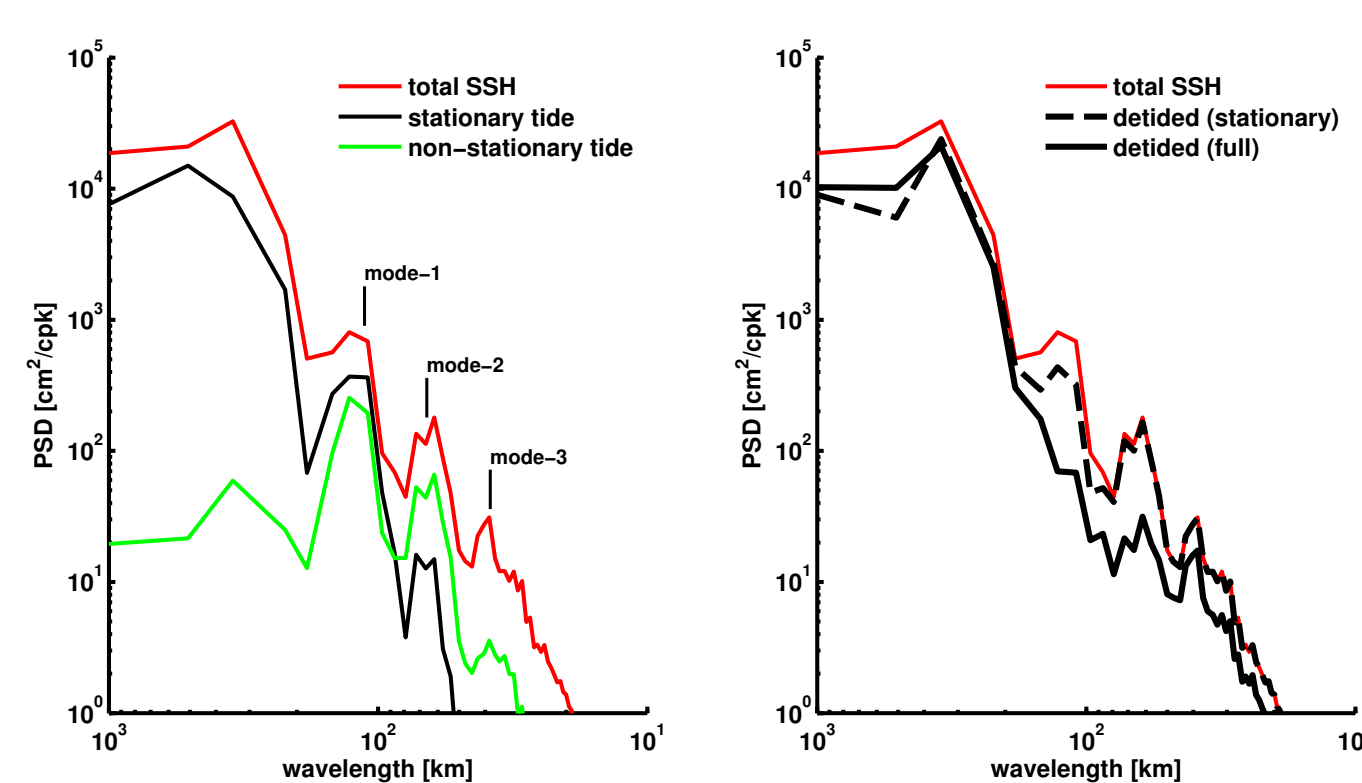 10^5
10^4
10^3
10^2
10^1
10^0
PSD [cm^2/cpk]
total SSH
stationary tide
non−stationary tide
mode−1
mode−2
mode−3
10^3
10^2
10^1
wavelength [km]
10^5
10^4
10^3
10^2
10^1
10^0
PSD [cm^2/cpk]
total SSH
detided (stationary)
detided (full)
10^3
10^2
10
wavelength [km]